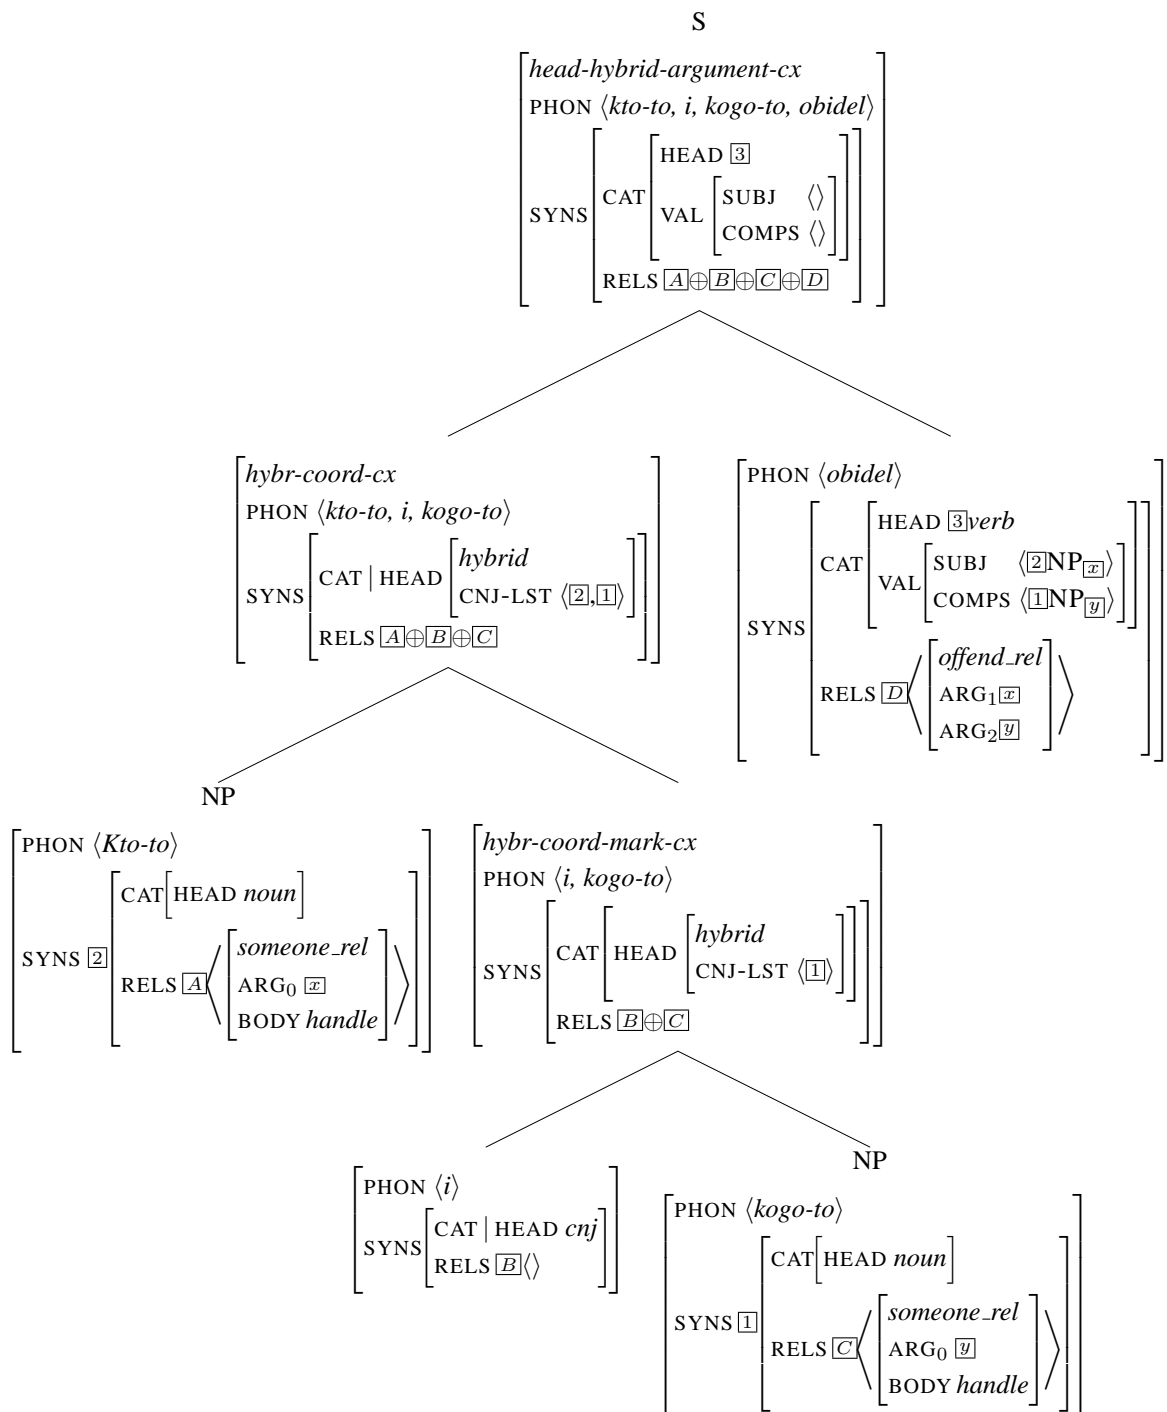 S
head-hybrid-argument-cx
PHON ⟨kto-to, i, kogo-to, obidel⟩
HEAD 3
SYNS CAT VAL SUBJ ⟨⟩
COMPS ⟨⟩
RELS A⊕B⊕C⊕D
hybr-coord-cx
PHON ⟨kto-to, i, kogo-to⟩
SYNS CAT | HEAD hybrid
CNJ-LST ⟨2,1⟩
RELS A⊕B⊕C
PHON ⟨obidel⟩
HEAD 3verb
CAT VAL SUBJ ⟨2NP x⟩
COMPS ⟨1NP y⟩
SYNS
RELS D offend_rel
ARG1 x
ARG2 y
NP
PHON ⟨Kto-to⟩
CAT HEAD noun
SYNS 2 RELS A someone_rel
ARG0 x
BODY handle
hybr-coord-mark-cx
PHON ⟨i, kogo-to⟩
SYNS CAT HEAD hybrid
CNJ-LST ⟨1⟩
RELS B⊕C
PHON ⟨i⟩
SYNS CAT | HEAD cnj
RELS B⟨⟩
NP
PHON ⟨kogo-to⟩
CAT HEAD noun
SYNS 1 RELS C someone_rel
ARG0 y
BODY handle